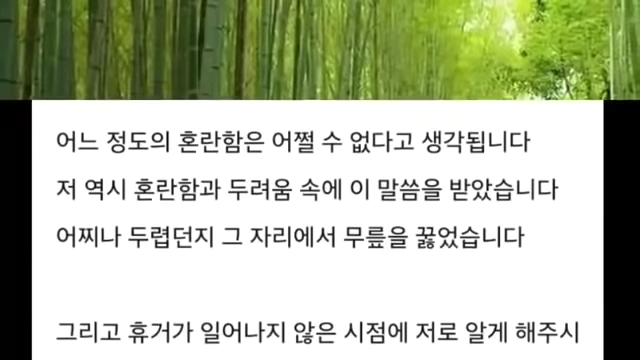 어느 정도의 혼란함은 어쩔 수 없다고 생각됩니다
저 역시 혼란함과 두려움 속에 이 말씀을 받았습니다
어찌나 두렵던지 그 자리에서 무릎을 꿇었습니다
그리고 휴거가 일어나지 않은 시점에 저로 알게 해주시